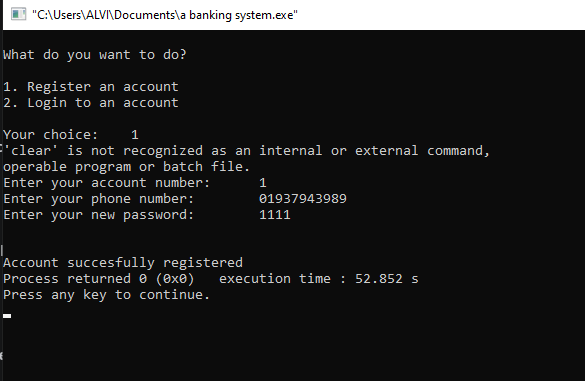 "C:\Users\ALVI\Documents\a banking system.exe"
What do you want to do?
1. Register an account
2. Login to an account
Your choice:    1
'clear' is not recognized as an internal or external command,
operable program or batch file.
Enter your account number:      1
Enter your phone number:        01937943989
Enter your new password:        1111
Account succesfully registered
Process returned 0 (0x0)   execution time : 52.852 s
Press any key to continue.